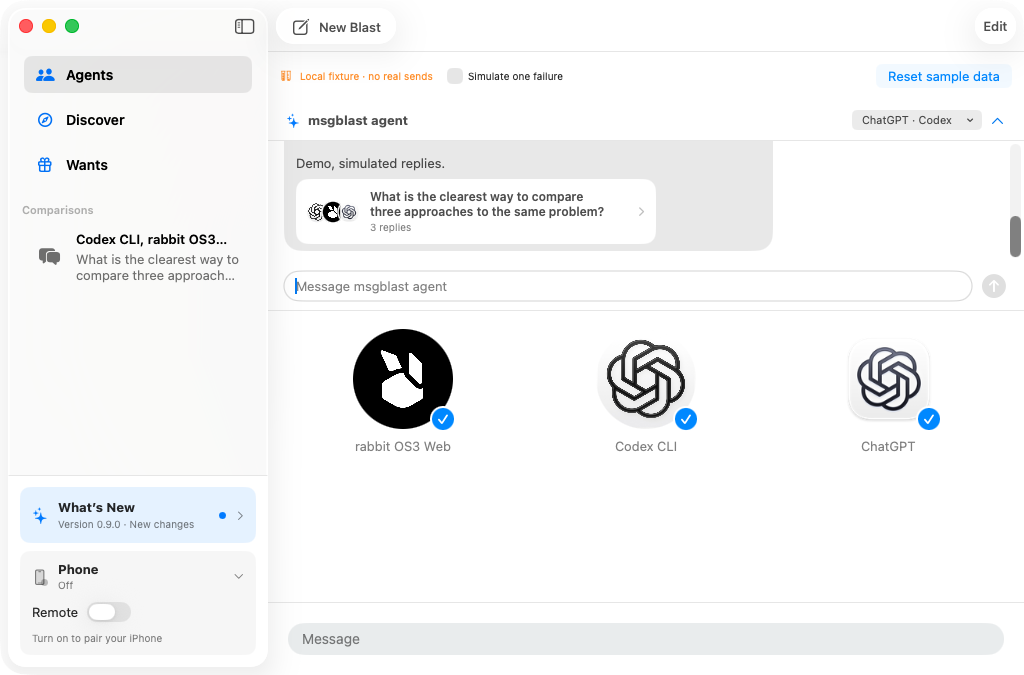 New Blast
Edit
Agents
Discover
Wants
Comparisons
Codex CLI, rabbit OS3...
What is the clearest way to
compare three approach...
What's New
Version 0.9.0 · New changes
Phone
Off
Remote
Turn on to pair your iPhone
Local fixture · no real sends
Simulate one failure
Reset sample data
msgblast agent
ChatGPT · Codex
Demo, simulated replies.
What is the clearest way to compare
three approaches to the same problem?
3 replies
Message msgblast agent
rabbit OS3 Web
Codex CLI
ChatGPT
Message